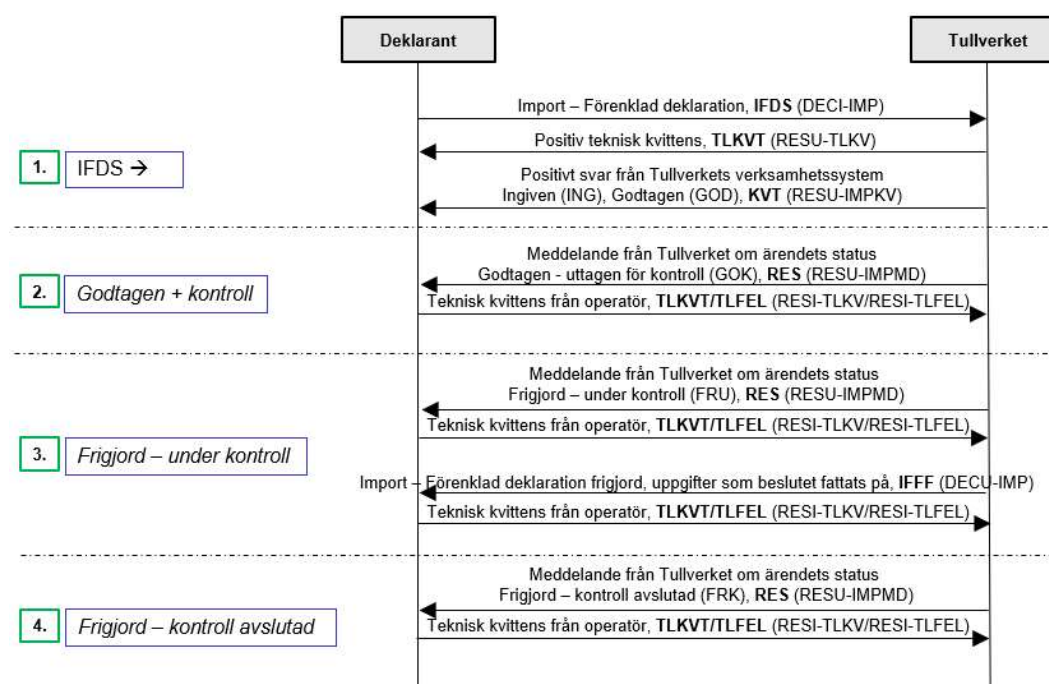 Deklarant
Tullverket
Import – Förenklad deklaration, IFDS (DECI-IMP)
Positiv teknisk kvittens, TLKVT (RESU-TLKV)
1.
IFDS →
Positivt svar från Tullverkets verksamhetssystem
Ingiven (ING), Godtagen (GOD), KVT (RESU-IMPKV)
Meddelande från Tullverket om ärendets status
2.
Godtagen + kontroll
Godtagen - uttagen för kontroll (GOK), RES (RESU-IMPMD)
Teknisk kvittens från operatör, TLKVT/TLFEL (RESI-TLKV/RESI-TLFEL)
Meddelande från Tullverket om ärendets status
Frigjord – under kontroll (FRU), RES (RESU-IMPMD)
Teknisk kvittens från operatör, TLKVT/TLFEL (RESI-TLKV/RESI-TLFEL)
3.
Frigjord – under kontroll
Import – Förenklad deklaration frigjord, uppgifter som beslutet fattats på, IFFF (DECU-IMP)
Teknisk kvittens från operatör, TLKVT/TLFEL (RESI-TLKV/RESI-TLFEL)
Meddelande från Tullverket om ärendets status
Frigjord – kontroll avslutad (FRK), RES (RESU-IMPMD)
4.
Frigjord – kontroll avslutad
Teknisk kvittens från operatör, TLKVT/TLFEL (RESI-TLKV/RESI-TLFEL)